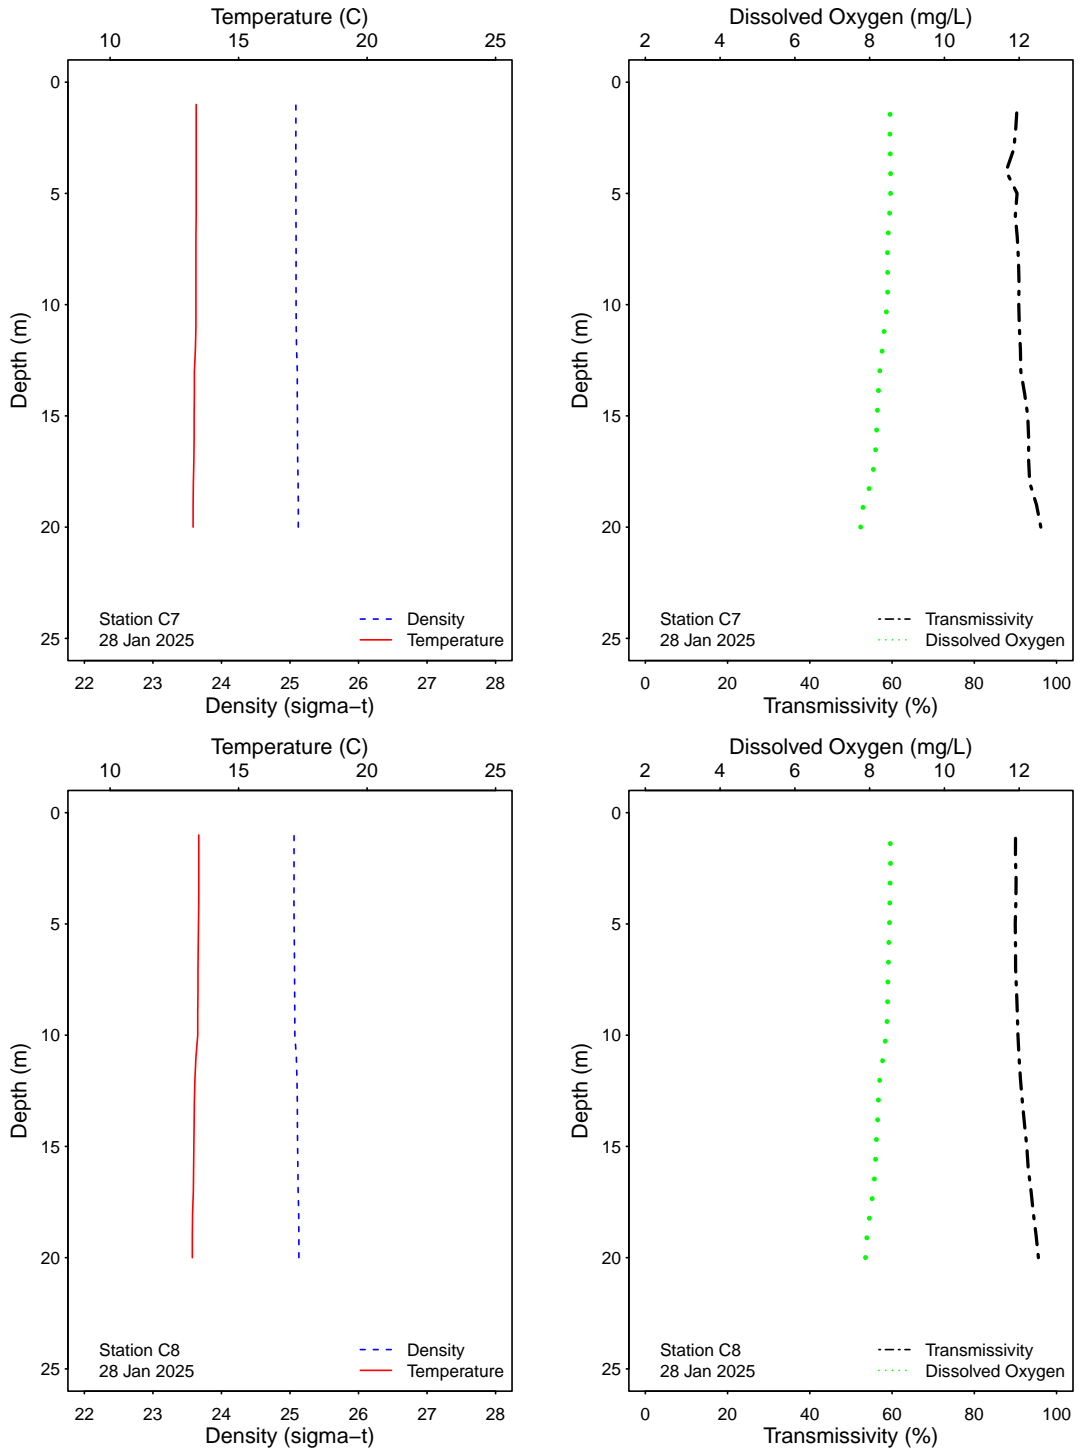 Temperature (C)
10 15 20 25
Depth (m)
0
5
10
15
20
25
Station C7
28 Jan 2025
Density
Temperature
22 23 24 25 26 27 28
Density (sigma−t)
Dissolved Oxygen (mg/L)
2 4 6 8 10 12
Depth (m)
0
5
10
15
20
25
Station C7
28 Jan 2025
Transmissivity
Dissolved Oxygen
0 20 40 60 80 100
Transmissivity (%)
Temperature (C)
10 15 20 25
Depth (m)
0
5
10
15
20
25
Station C8
28 Jan 2025
Density
Temperature
22 23 24 25 26 27 28
Density (sigma−t)
Dissolved Oxygen (mg/L)
2 4 6 8 10 12
Depth (m)
0
5
10
15
20
25
Station C8
28 Jan 2025
Transmissivity
Dissolved Oxygen
0 20 40 60 80 100
Transmissivity (%)